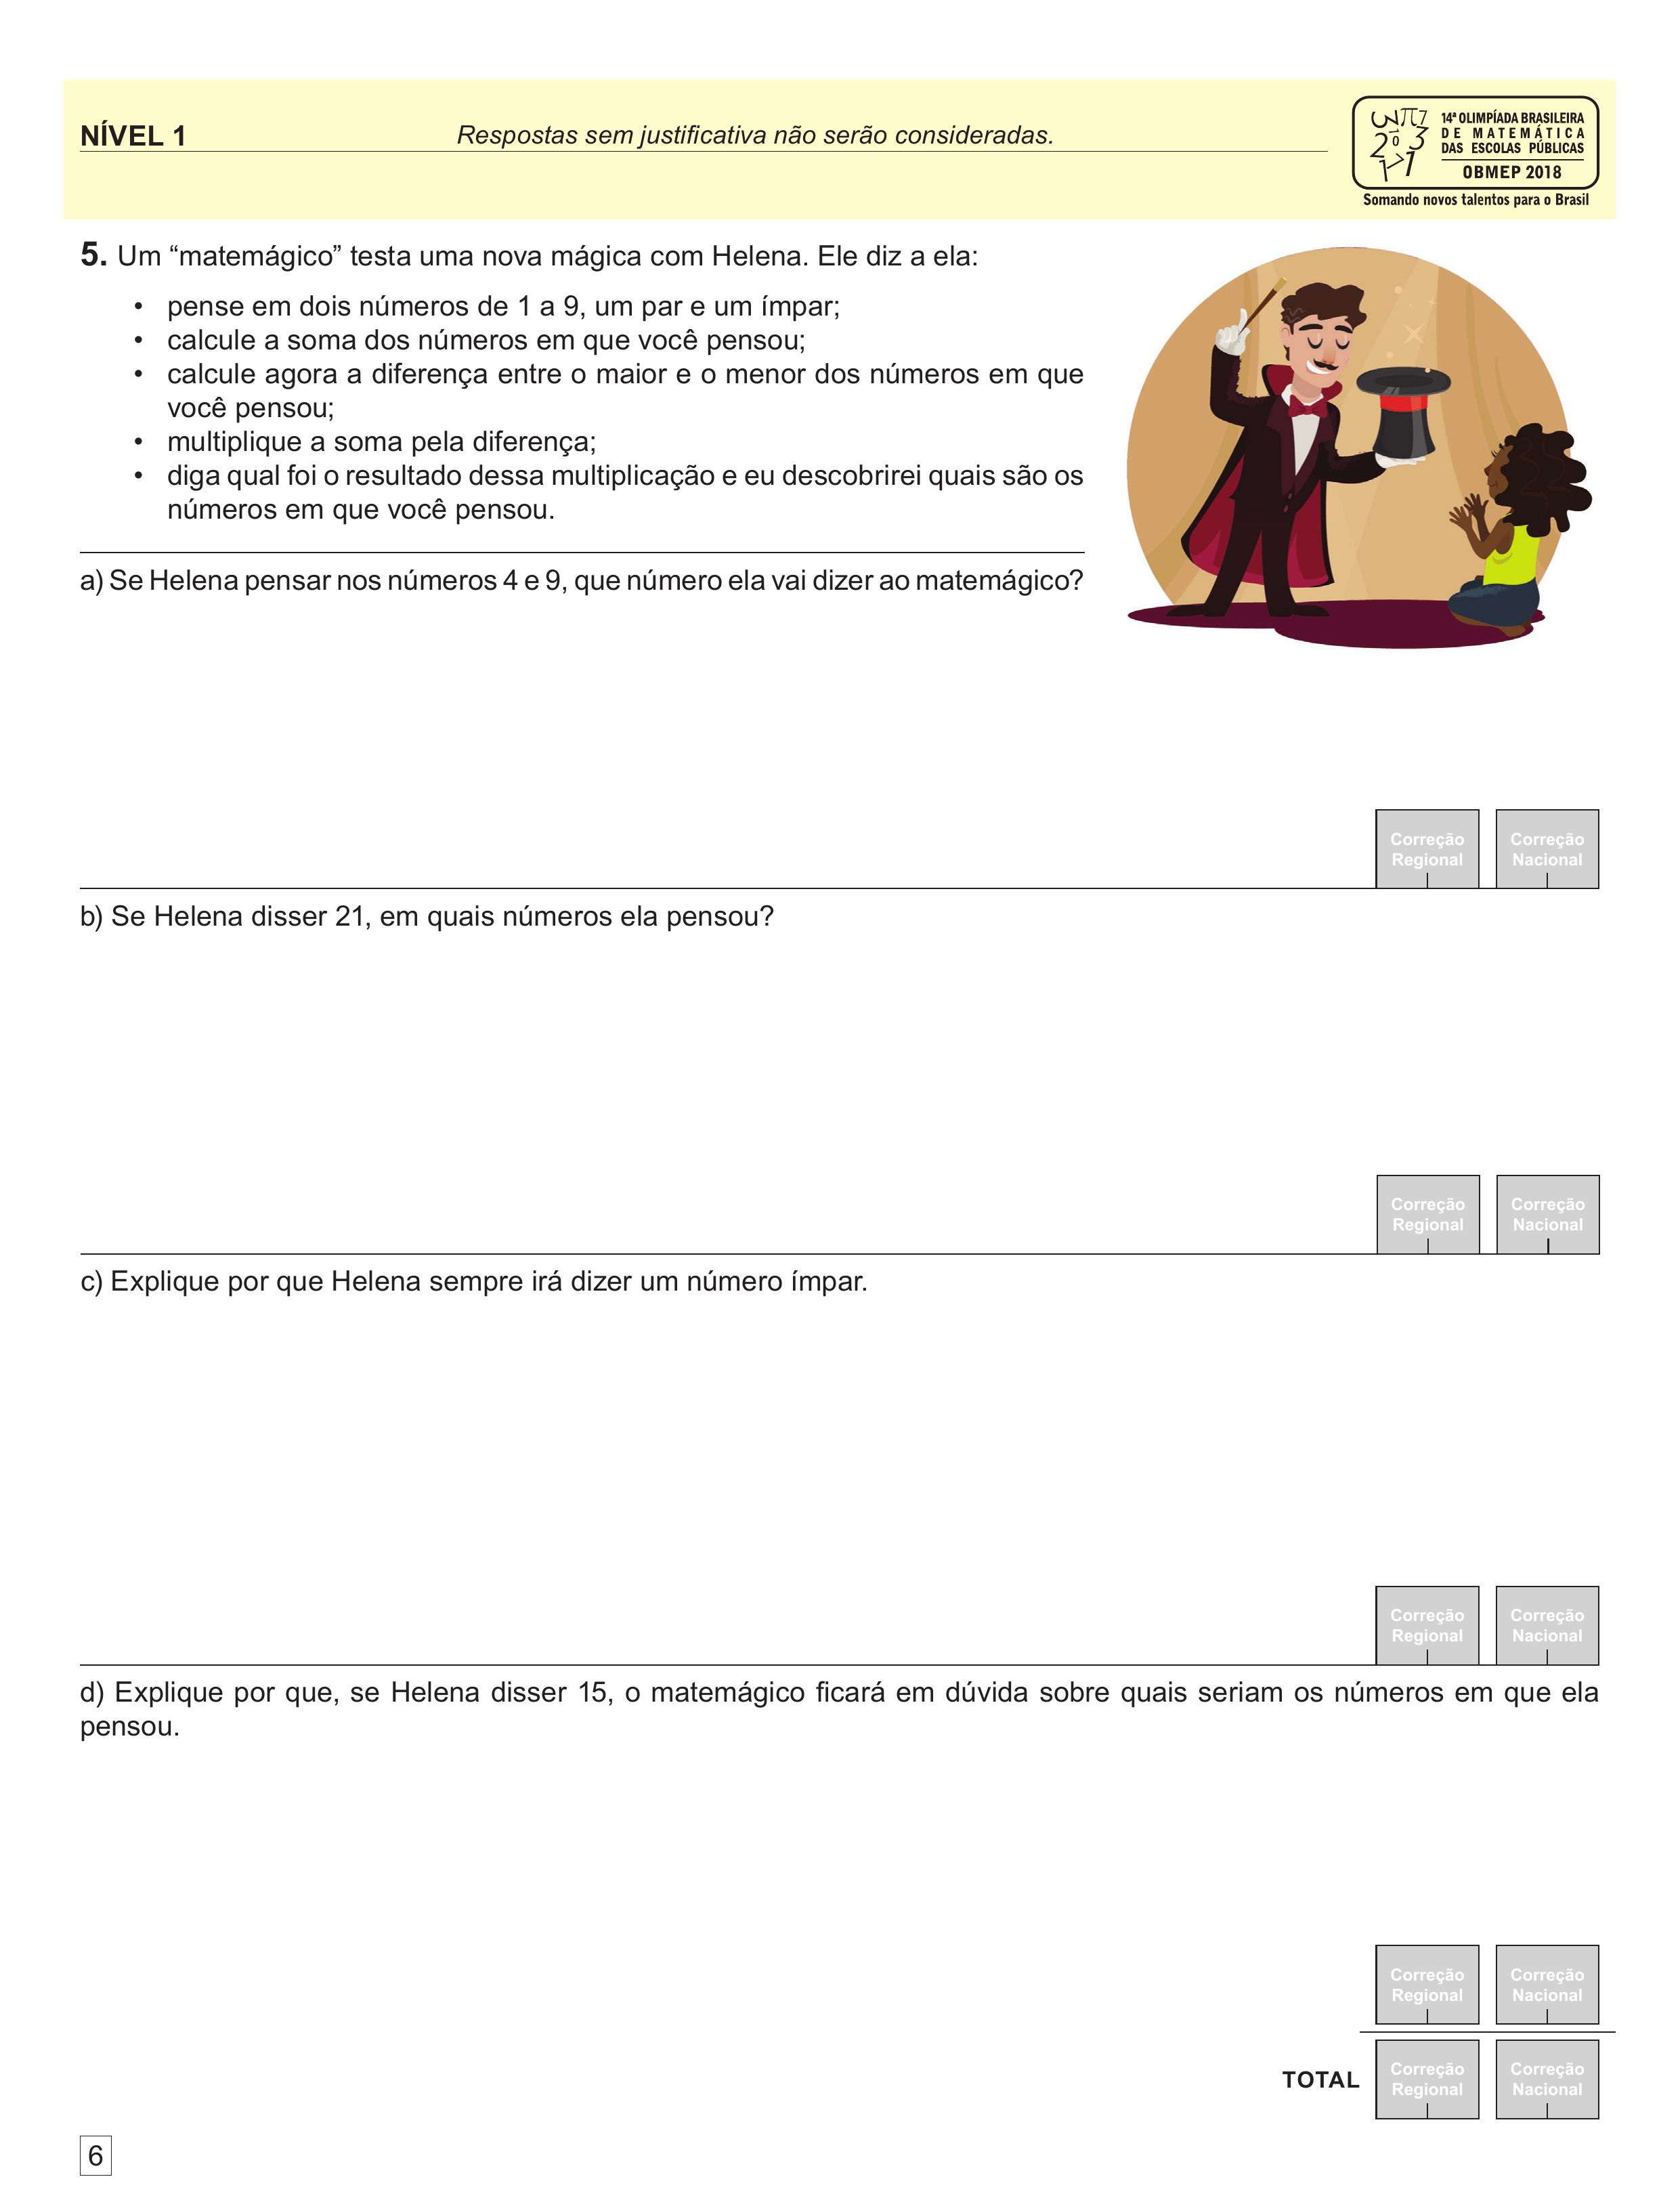 NÍVEL 1
Respostas sem justificativa não serão consideradas.
3 π 7
2 1 0 3
1 > 1
14ª OLIMPÍADA BRASILEIRA
DE MATEMÁTICA
DAS ESCOLAS PÚBLICAS
OBMEP 2018
Somando novos talentos para o Brasil
5. Um “matemágico” testa uma nova mágica com Helena. Ele diz a ela:
• pense em dois números de 1 a 9, um par e um ímpar;
• calcule a soma dos números em que você pensou;
• calcule agora a diferença entre o maior e o menor dos números em que
você pensou;
• multiplique a soma pela diferença;
• diga qual foi o resultado dessa multiplicação e eu descobrirei quais são os
números em que você pensou.
a) Se Helena pensar nos números 4 e 9, que número ela vai dizer ao matemágico?
Correção
Regional
Correção
Nacional
b) Se Helena disser 21, em quais números ela pensou?
Correção
Regional
Correção
Nacional
c) Explique por que Helena sempre irá dizer um número ímpar.
Correção
Regional
Correção
Nacional
d) Explique por que, se Helena disser 15, o matemágico ficará em dúvida sobre quais seriam os números em que ela
pensou.
Correção
Regional
Correção
Nacional
TOTAL
Correção
Regional
Correção
Nacional
6